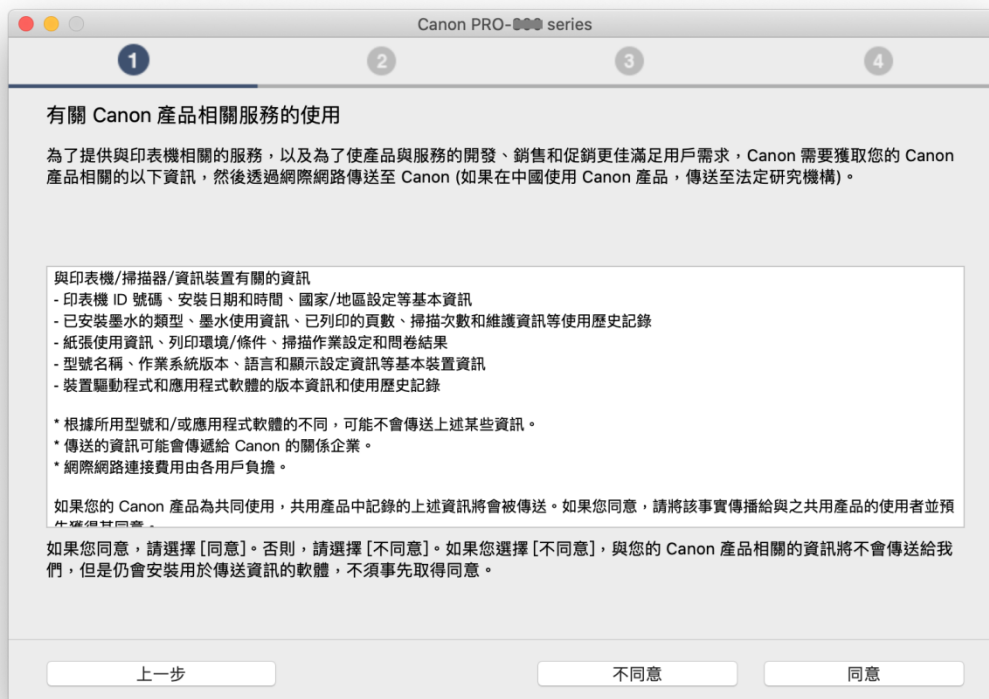 Canon PRO- series
1
2
3
4
有關 Canon 產品相關服務的使用
為了提供與印表機相關的服務，以及為了使產品與服務的開發、銷售和促銷更佳滿足用戶需求，Canon 需要獲取您的 Canon
產品相關的以下資訊，然後透過網際網路傳送至 Canon (如果在中國使用 Canon 產品，傳送至法定研究機構)。
與印表機/掃描器/資訊裝置有關的資訊
- 印表機 ID 號碼、安裝日期和時間、國家/地區設定等基本資訊
- 已安裝墨水的類型、墨水使用資訊、已列印的頁數、掃描次數和維護資訊等使用歷史記錄
- 紙張使用資訊、列印環境/條件、掃描作業設定和問卷結果
- 型號名稱、作業系統版本、語言和顯示設定資訊等基本裝置資訊
- 裝置驅動程式和應用程式軟體的版本資訊和使用歷史記錄
* 根據所用型號和/或應用程式軟體的不同，可能不會傳送上述某些資訊。
* 傳送的資訊可能會傳遞給 Canon 的關係企業。
* 網際網路連接費用由各用戶負擔。
如果您的 Canon 產品為共同使用，共用產品中記錄的上述資訊將會被傳送。如果您同意，請將該事實傳播給與之共用產品的使用者並預
先獲得其同意。
如果您同意，請選擇 [同意]。否則，請選擇 [不同意]。如果您選擇 [不同意]，與您的 Canon 產品相關的資訊將不會傳送給我
們，但是仍會安裝用於傳送資訊的軟體，不須事先取得同意。
上一步
不同意
同意